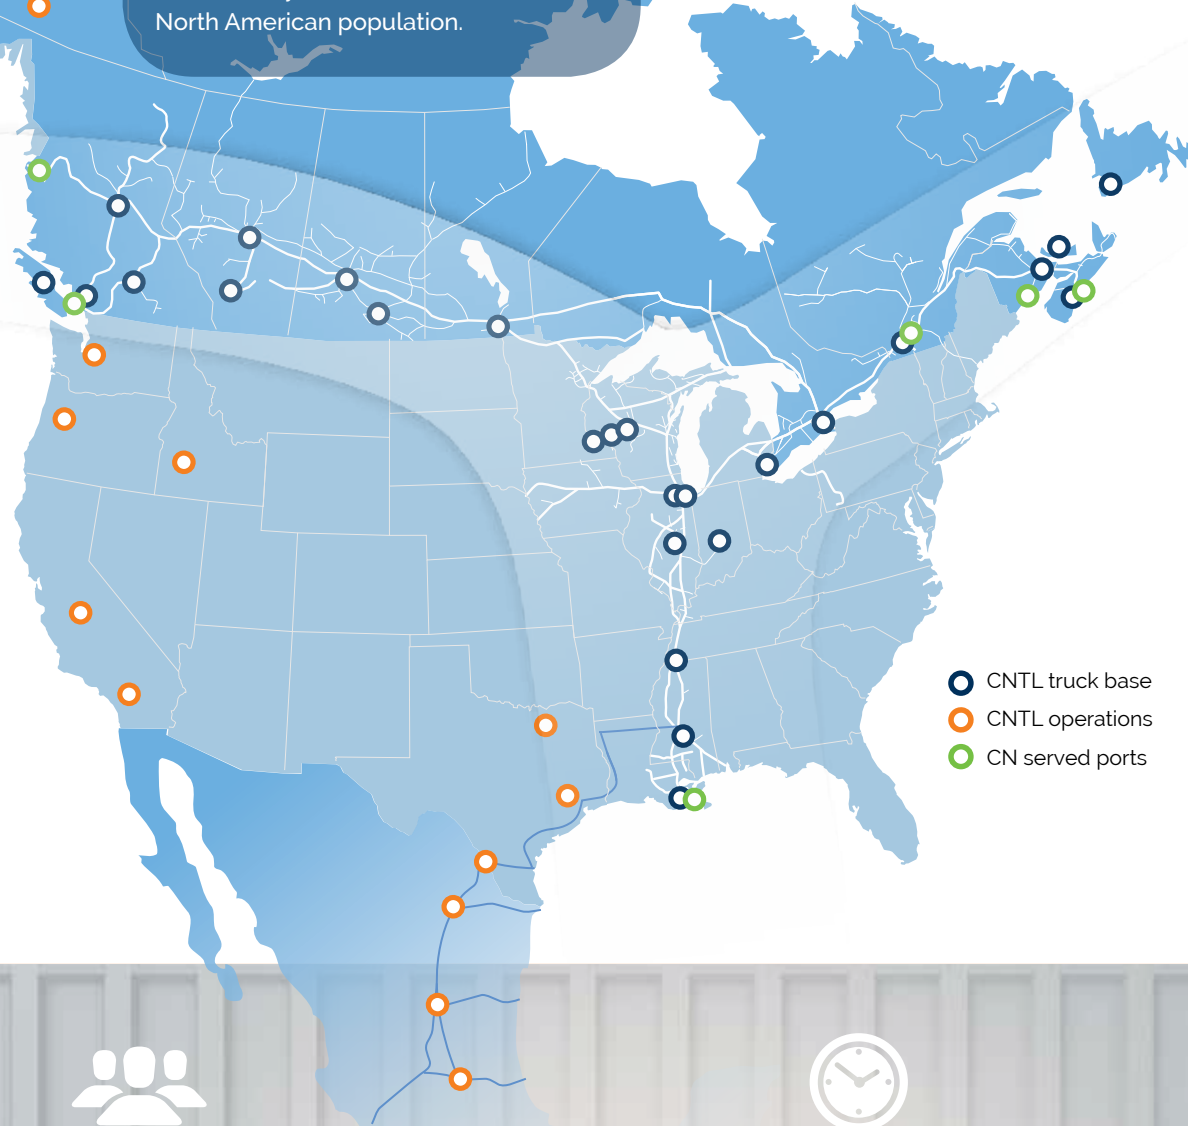 North American population.
CNTL truck base
CNTL operations
CN served ports